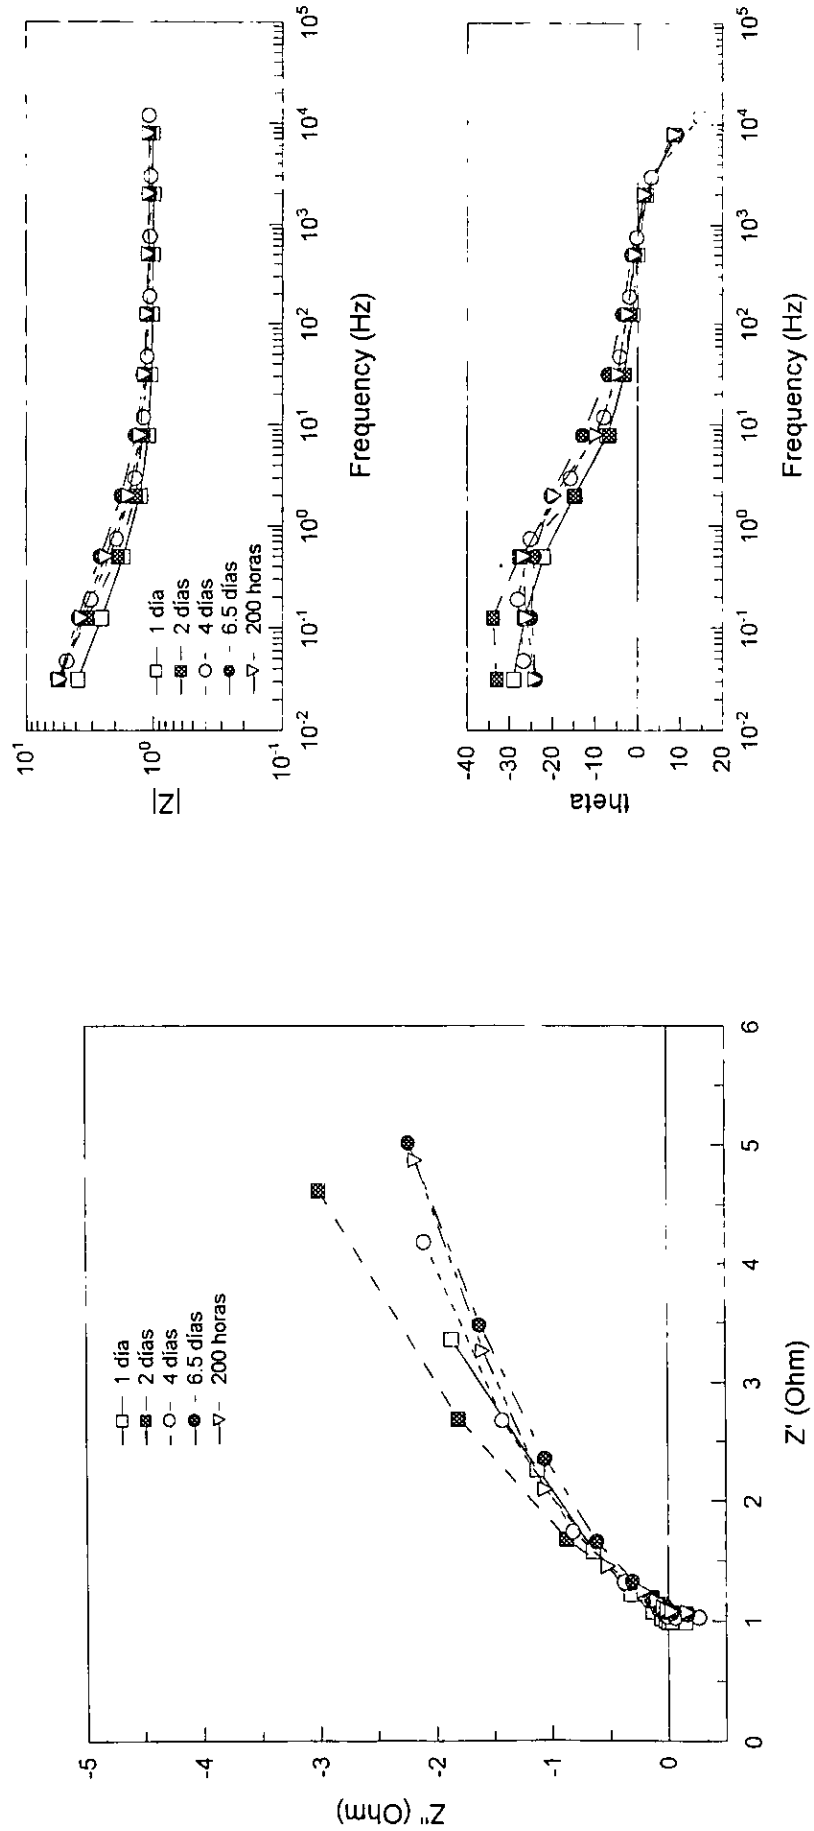 -5
-4
-3
-2
-1
0
Z'' (Ohm)
1 día
2 días
4 días
6.5 días
200 horas
0
1
2
3
4
5
6
Z' (Ohm)
10¹
10⁰
10⁻¹
|Z|
1 día
2 días
4 días
6.5 días
200 horas
10⁻²
10⁻¹
10⁰
10¹
10²
10³
10⁴
10⁵
Frequency (Hz)
-40
-30
-20
-10
0
10
20
theta
10⁻²
10⁻¹
10⁰
10¹
10²
10³
10⁴
10⁵
Frequency (Hz)